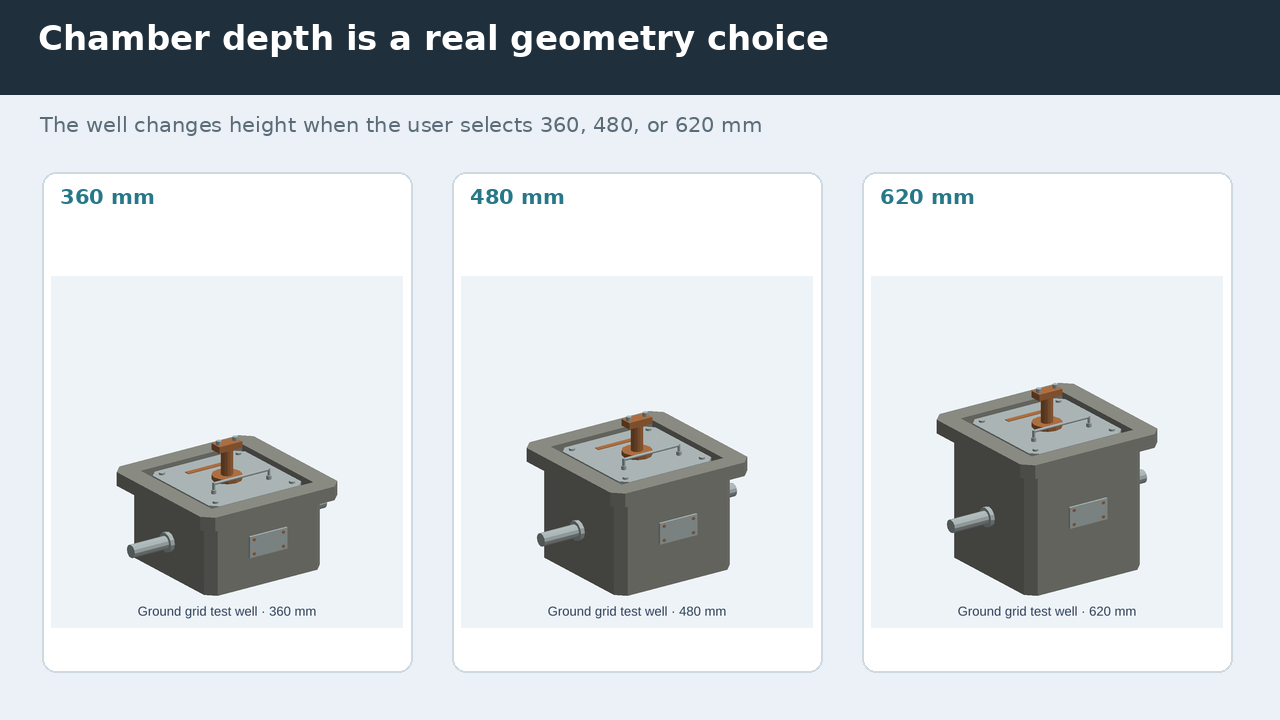 Chamber depth is a real geometry choice
The well changes height when the user selects 360, 480, or 620 mm
360 mm
Ground grid test well · 360 mm
480 mm
Ground grid test well · 480 mm
620 mm
Ground grid test well · 620 mm